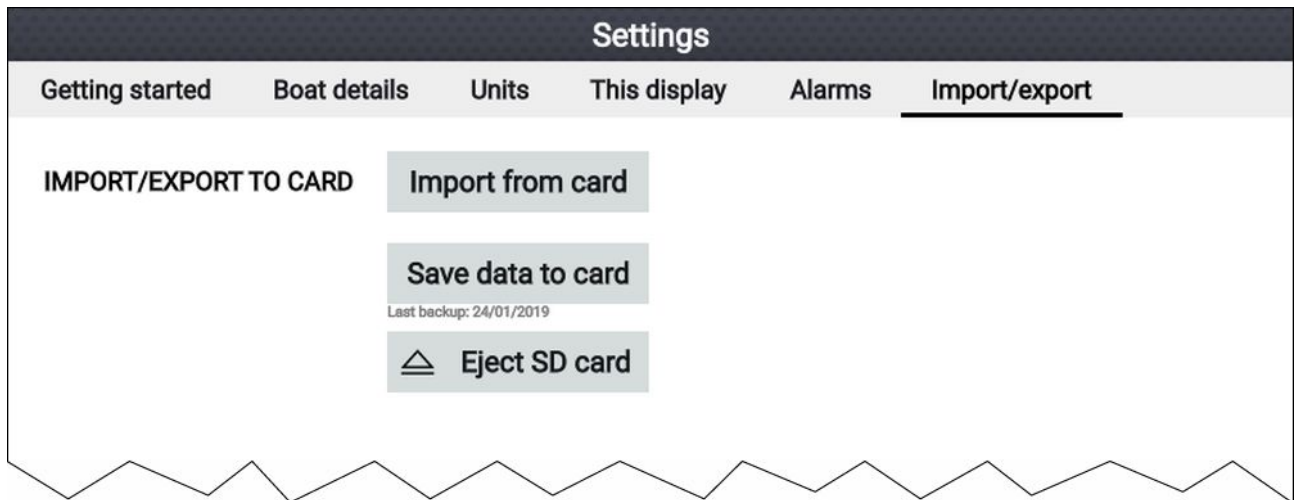 Settings
Getting started Boat details Units This display Alarms Import/export
IMPORT/EXPORT TO CARD Import from card
Save data to card
Last backup: 24/01/2019
Eject SD card